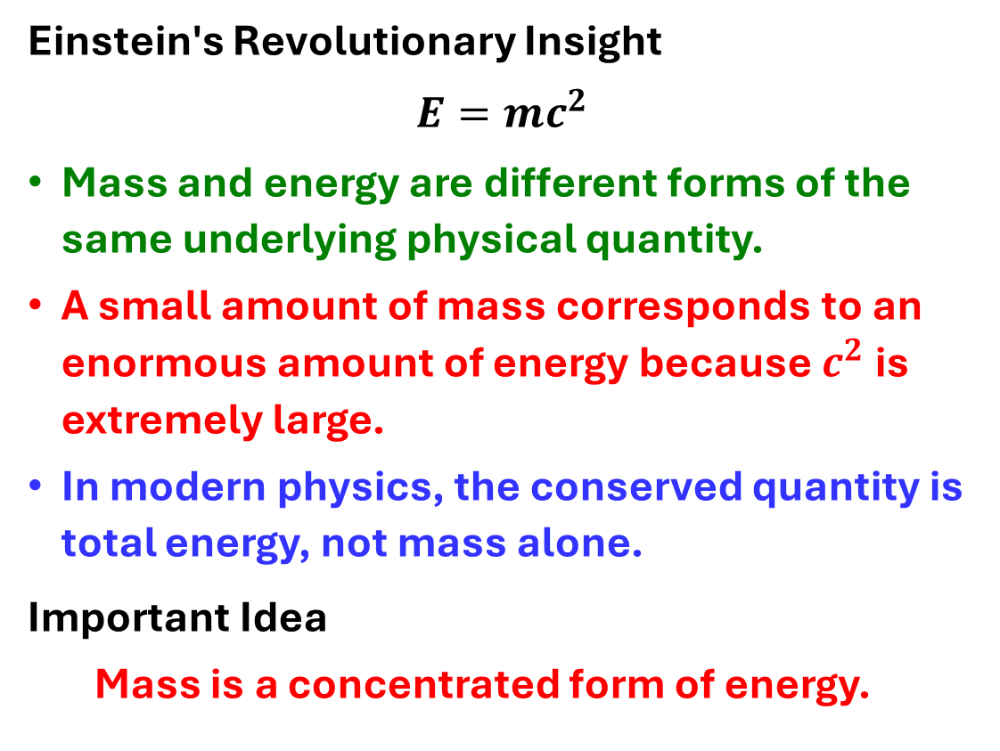 Einstein's Revolutionary Insight
E = mc²
• Mass and energy are different forms of the
same underlying physical quantity.
• A small amount of mass corresponds to an
enormous amount of energy because c² is
extremely large.
• In modern physics, the conserved quantity is
total energy, not mass alone.
Important Idea
Mass is a concentrated form of energy.